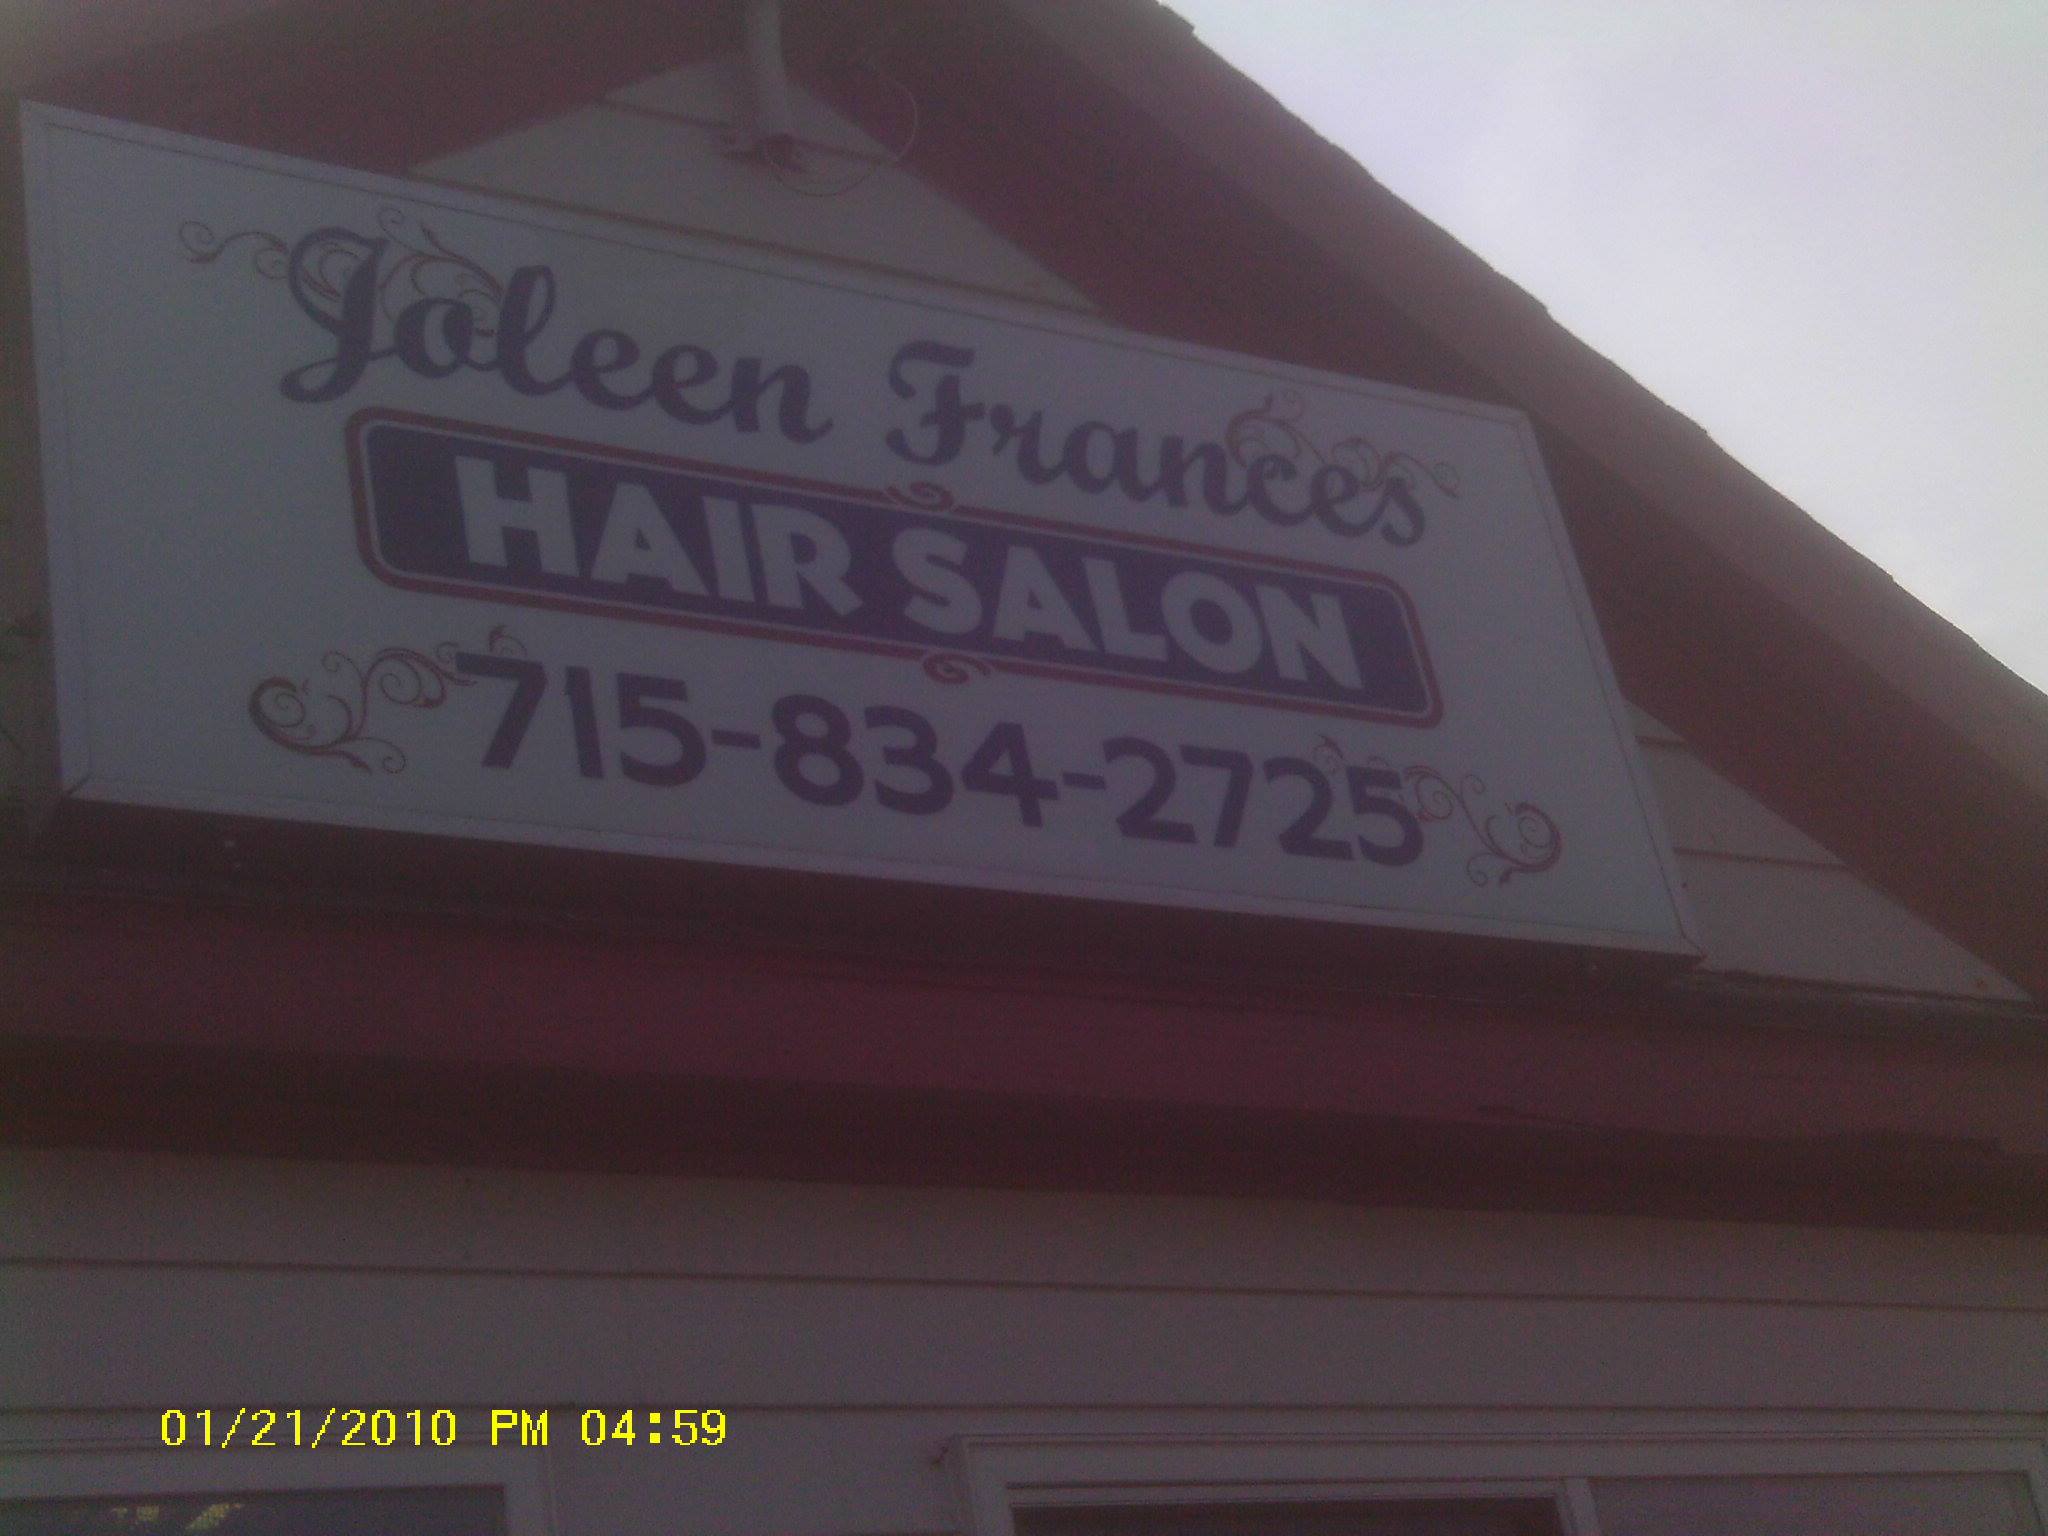 Joleen Frances
HAIR SALON
715-834-2725
01/21/2010 PM 04:59